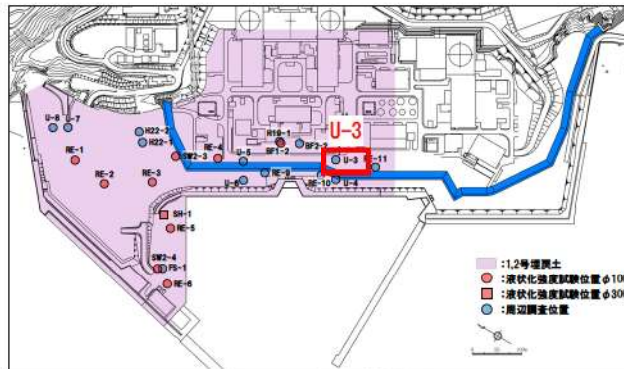 U-3
U-8
U-7
H22-2
H22-1
RE-1
SW2-3
RE-4
H19-1
BF1-2
BF2-2
U-5
U-3
RE-11
RE-2
RE-3
U-6
RE-9
RE-10
U-4
SH-1
RE-5
SW2-4
FS-1
RE-6
:1,2号埋戻土
:液状化強度試験位置φ100
:液状化強度試験位置φ300
:周辺調査位置